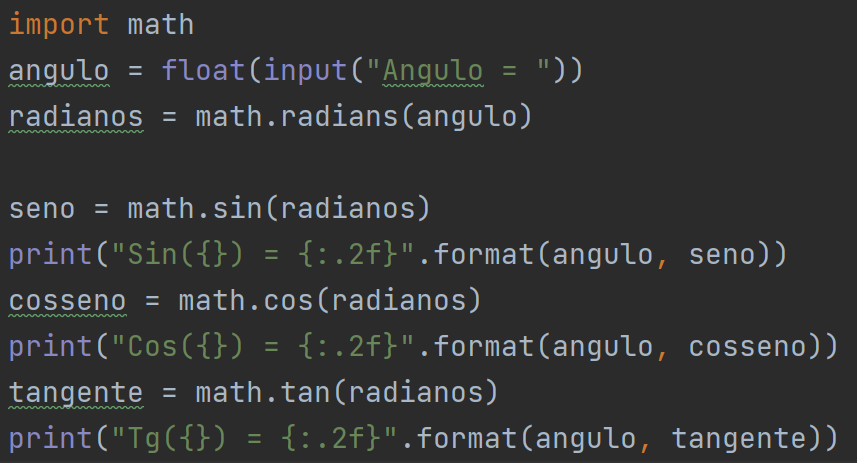 import math
angulo = float(input("Angulo = "))
radianos = math.radians(angulo)
seno = math.sin(radianos)
print("Sin({}) = {:.2f}".format(angulo, seno))
cosseno = math.cos(radianos)
print("Cos({}) = {:.2f}".format(angulo, cosseno))
tangente = math.tan(radianos)
print("Tg({}) = {:.2f}".format(angulo, tangente))